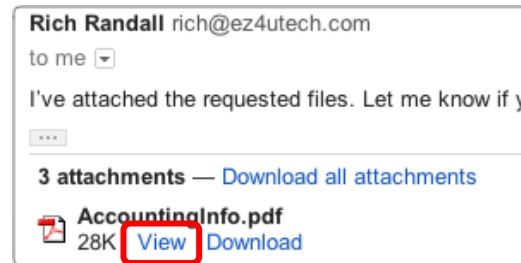 Rich Randall rich@ez4utech.com
to me
I've attached the requested files. Let me know if
3 attachments — Download all attachments
AccountingInfo.pdf
28K View Download